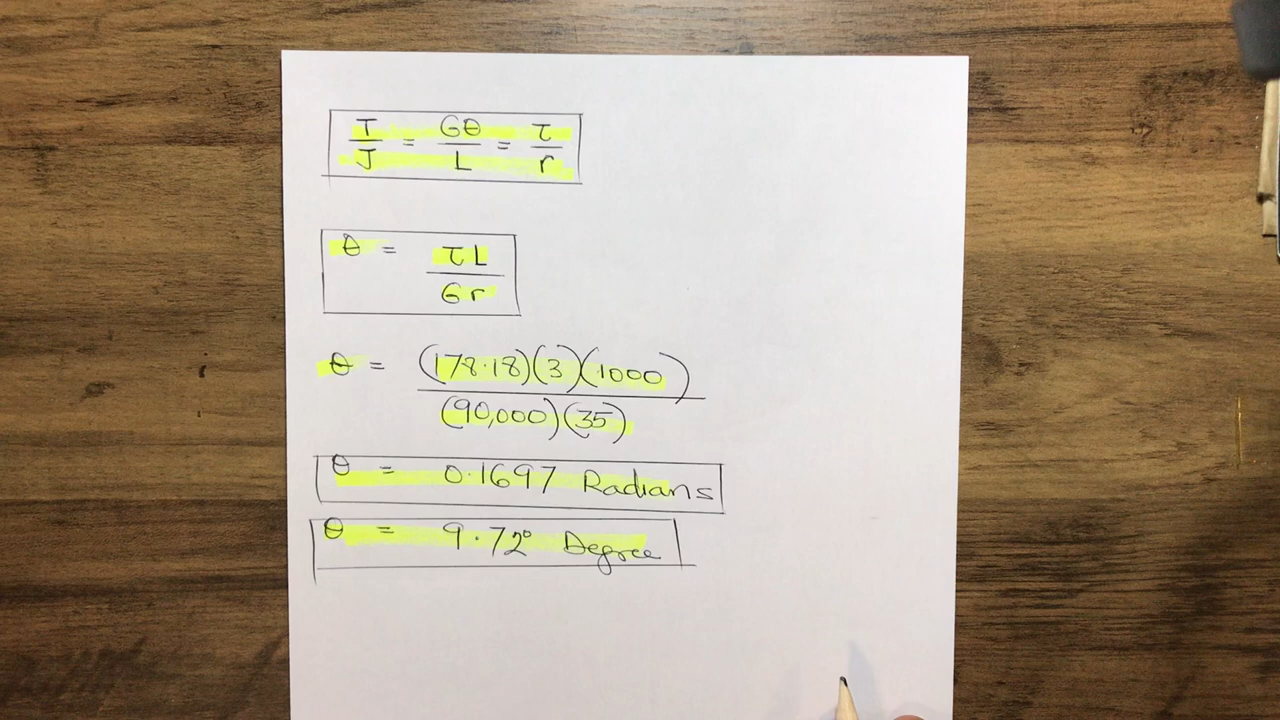 T/J = Gθ/L = τ/r
θ = τL/Gr
θ = (178.18)(3)(1000)/(90,000)(35)
θ = 0.1697 Radians
θ = 9.72° Degree